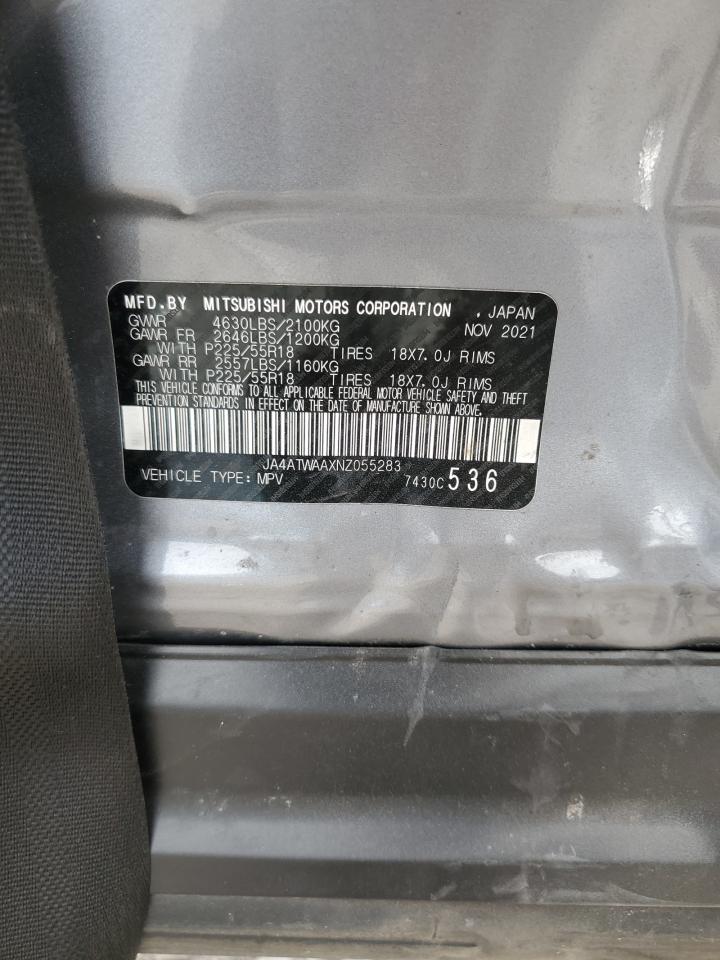 MFD.BY MITSUBISHI MOTORS CORPORATION , JAPAN
GVWR 4630LBS/2100KG NOV 2021
GAWR FR 2646LBS/1200KG
WITH P225/55R18 TIRES 18X7.0J RIMS
GAWR RR 2557LBS/1160KG
WITH P225/55R18 TIRES 18X7.0J RIMS
THIS VEHICLE CONFORMS TO ALL APPLICABLE FEDERAL MOTOR VEHICLE SAFETY AND THEFT
PREVENTION STANDARDS IN EFFECT ON THE DATE OF MANUFACTURE SHOWN ABOVE.
JA4ATWAAXNZ055283
VEHICLE TYPE:MPV 7430C 536